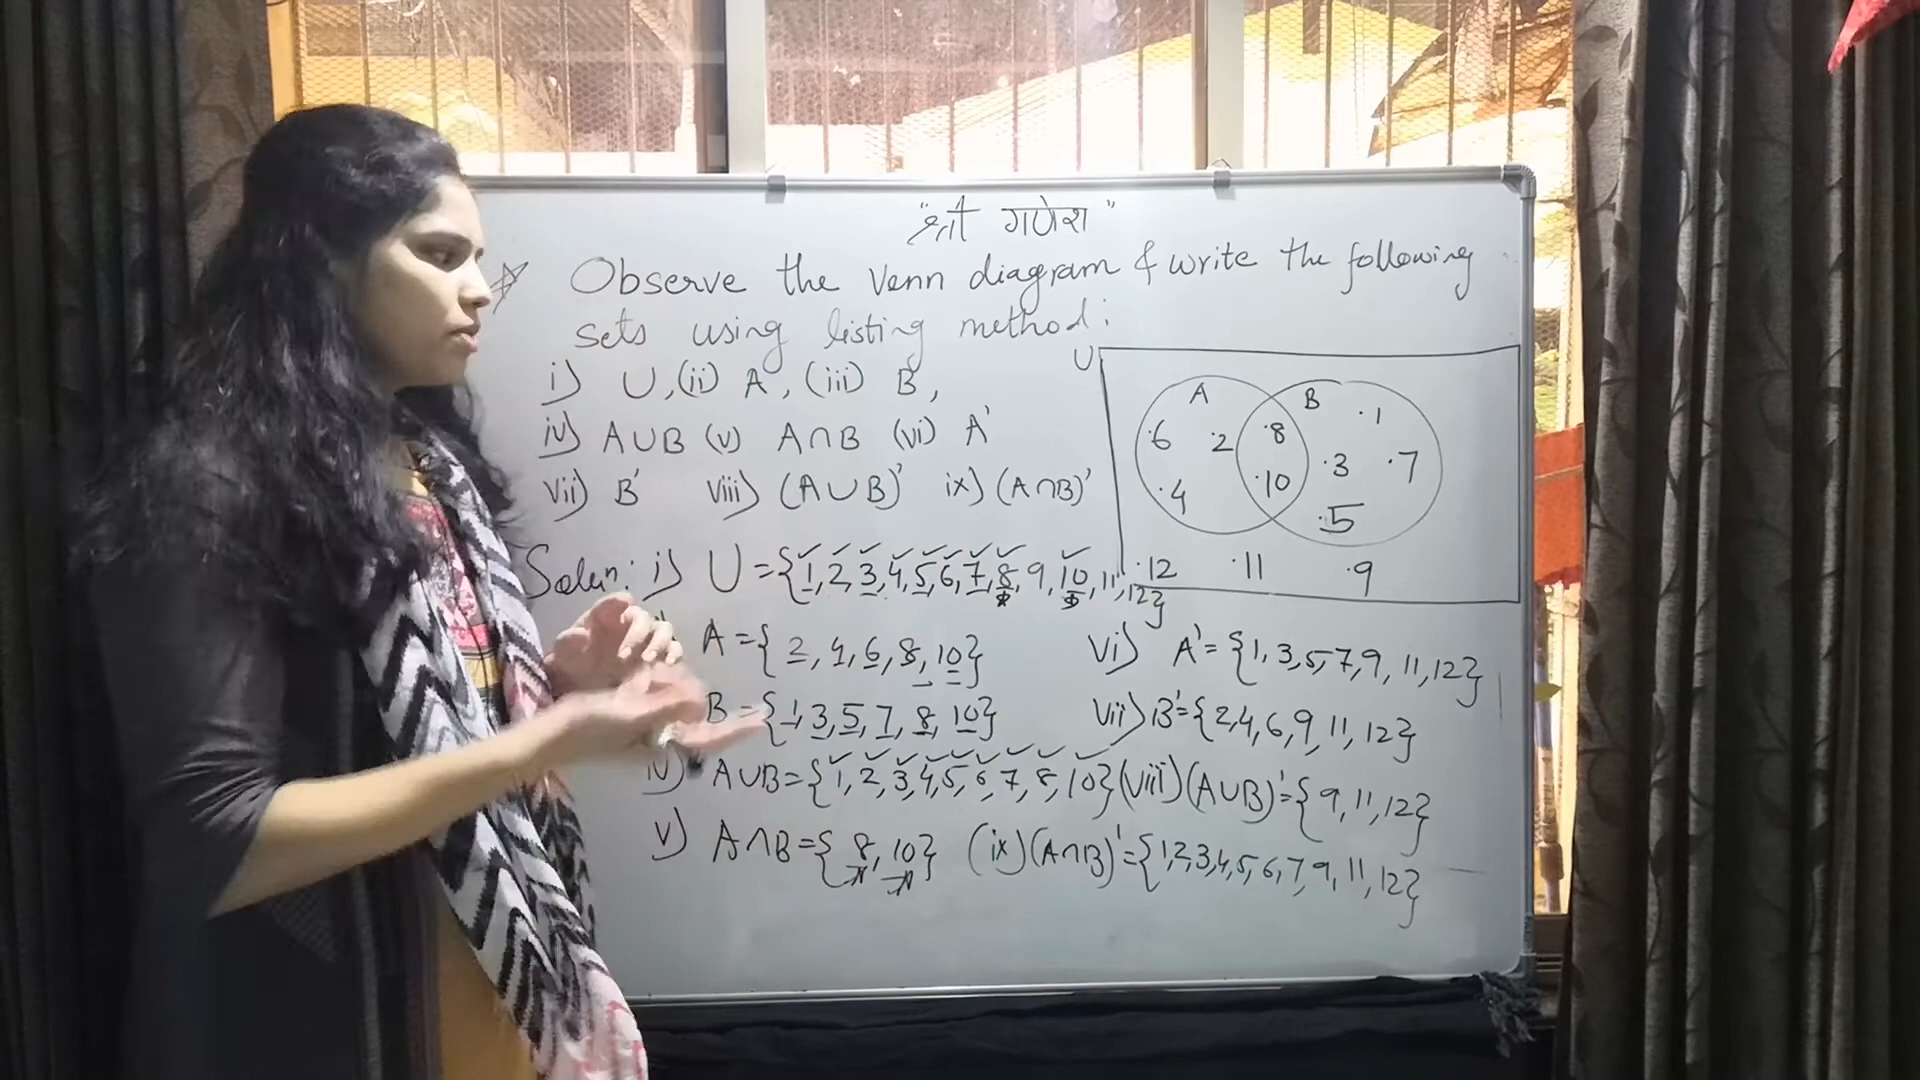 "श्री गणेश"
Observe the Venn diagram & write the following
sets using listing method:
i) U, (ii) A, (iii) B,
iv) A∪B (v) A∩B (vi) A'
vii) B' viii) (A∪B)' ix) (A∩B)'
U
A B
.6 .2 .4
.8 .10
.1 .3 .7 .5
.12 .11 .9
Soln: i) U = {1,2,3,4,5,6,7,8,9,10,11,12}
A = {2,4,6,8,10}
B = {1,3,5,7,8,10}
iv) A∪B = {1,2,3,4,5,6,7,8,10}
v) A∩B = {8,10}
vi) A' = {1,3,5,7,9,11,12}
vii) B' = {2,4,6,9,11,12}
(viii) (A∪B)' = {9,11,12}
(ix) (A∩B)' = {1,2,3,4,5,6,7,9,11,12}